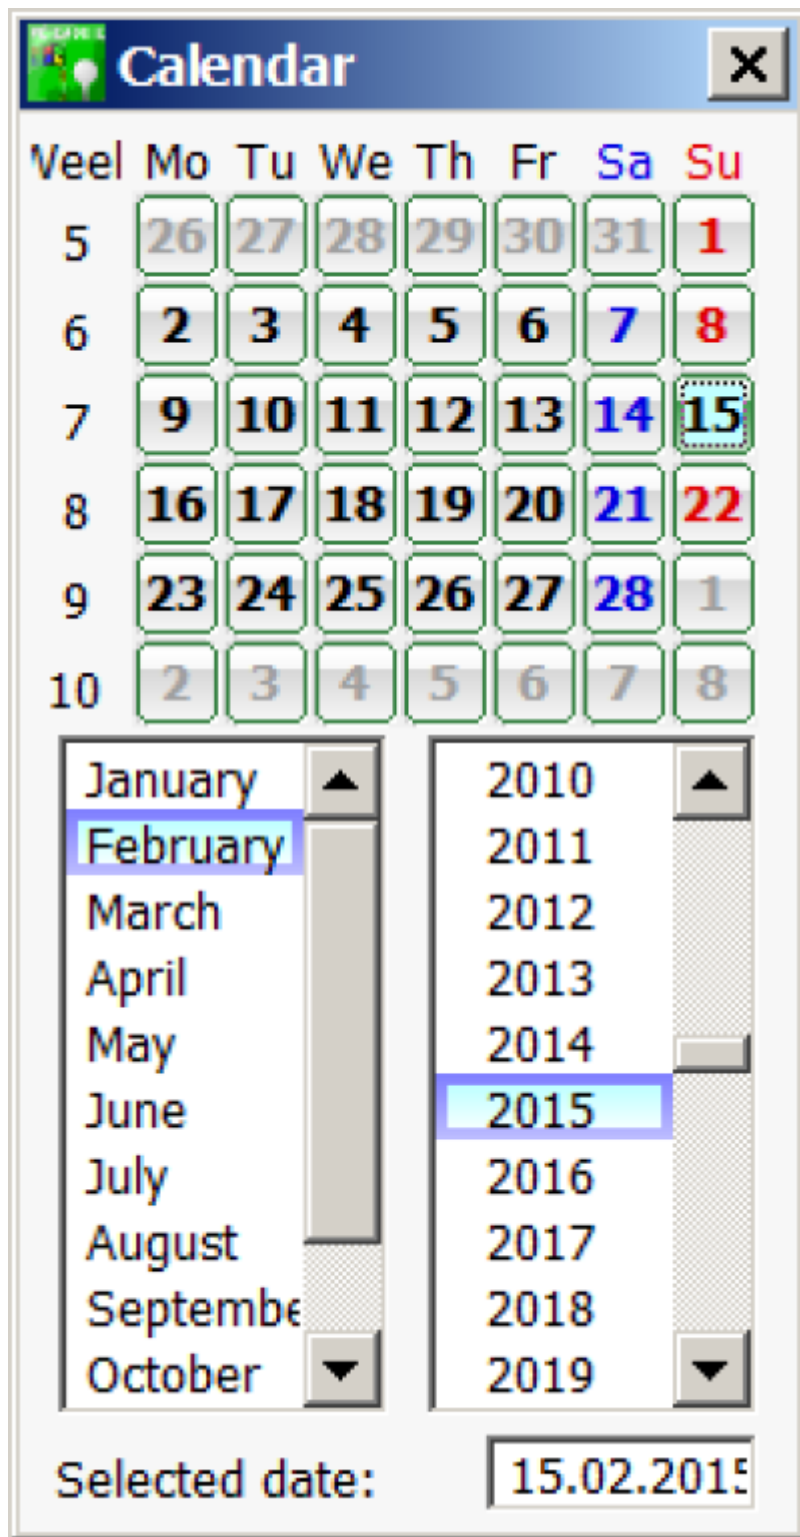 Calendar
Week Mo Tu We Th Fr Sa Su
5 26 27 28 29 30 31 1
6 2 3 4 5 6 7 8
7 9 10 11 12 13 14 15
8 16 17 18 19 20 21 22
9 23 24 25 26 27 28 1
10 2 3 4 5 6 7 8
January 2010
February 2011
March 2012
April 2013
May 2014
June 2015
July 2016
August 2017
Septembe 2018
October 2019
Selected date: 15.02.2015